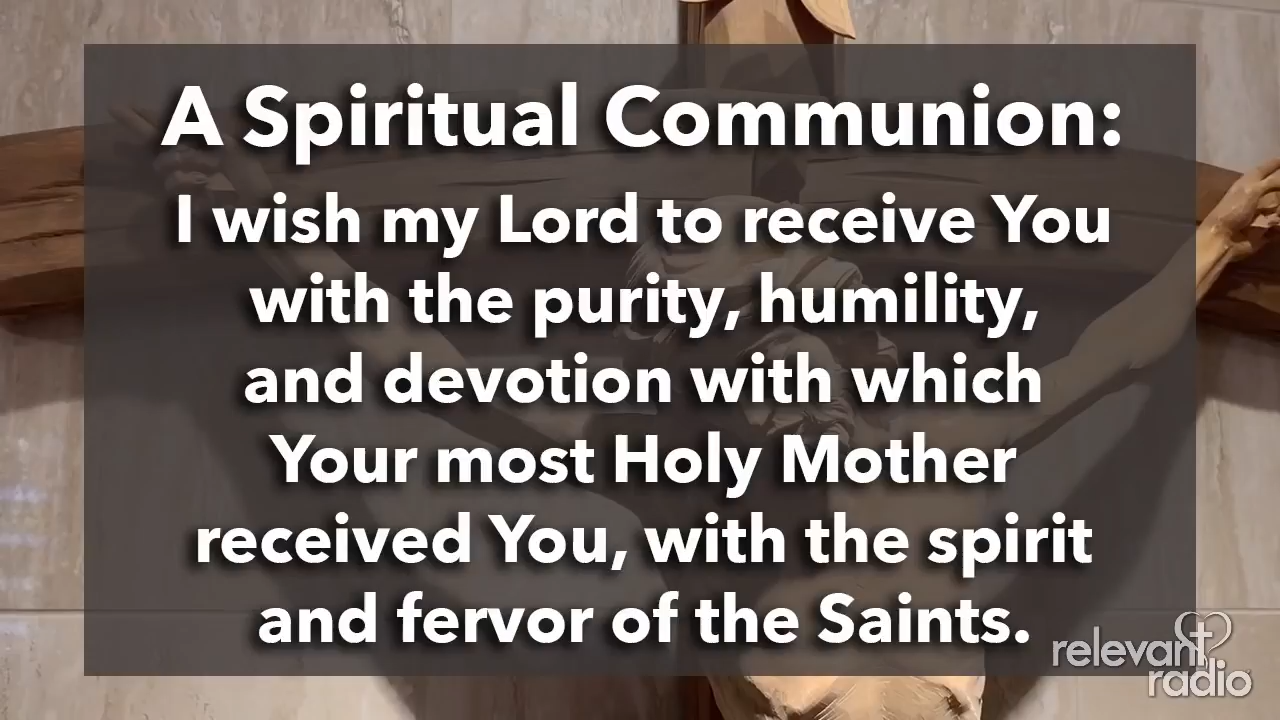 A Spiritual Communion:
I wish my Lord to receive You
with the purity, humility,
and devotion with which
Your most Holy Mother
received You, with the spirit
and fervor of the Saints.
relevant
radio